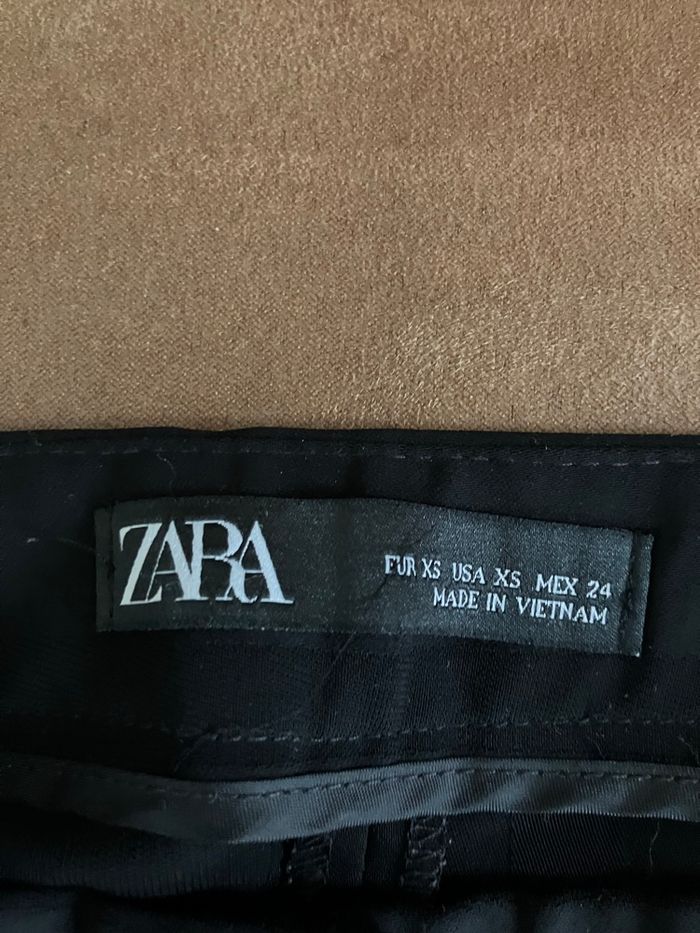 ZARA
EUR XS USA XS MEX 24
MADE IN VIETNAM